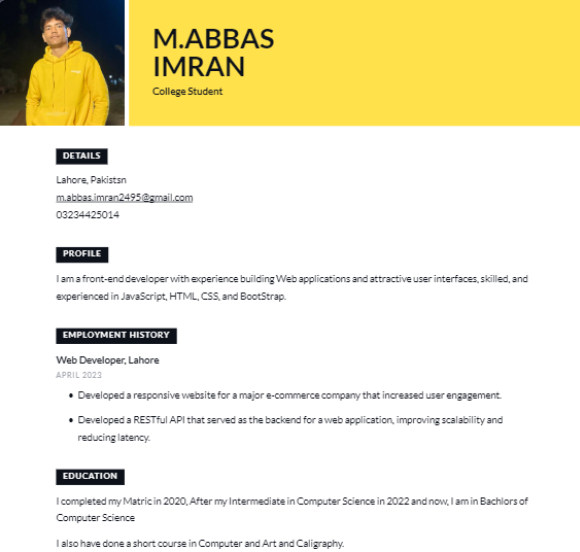 M.ABBAS
IMRAN
College Student
DETAILS
Lahore, Pakistsn
m.abbas.imran2495@gmail.com
03234425014
PROFILE
I am a front-end developer with experience building Web applications and attractive user interfaces, skilled, and
experienced in JavaScript, HTML, CSS, and BootStrap.
EMPLOYMENT HISTORY
Web Developer, Lahore
APRIL 2023
• Developed a responsive website for a major e-commerce company that increased user engagement.
• Developed a RESTful API that served as the backend for a web application, improving scalability and
reducing latency.
EDUCATION
I completed my Matric in 2020, After my Intermediate in Computer Science in 2022 and now, I am in Bachlors of
Computer Science
I also have done a short course in Computer and Art and Caligraphy.